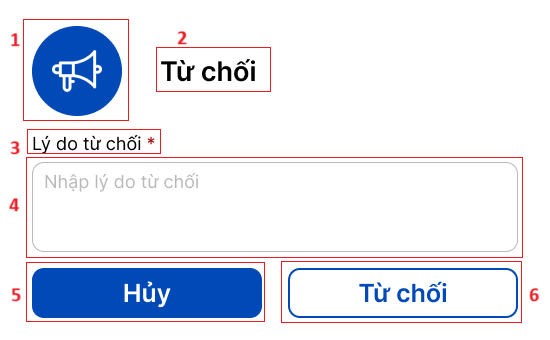 1
2
Từ chối
3
Lý do từ chối *
4
Nhập lý do từ chối
5
Hủy
Từ chối
6